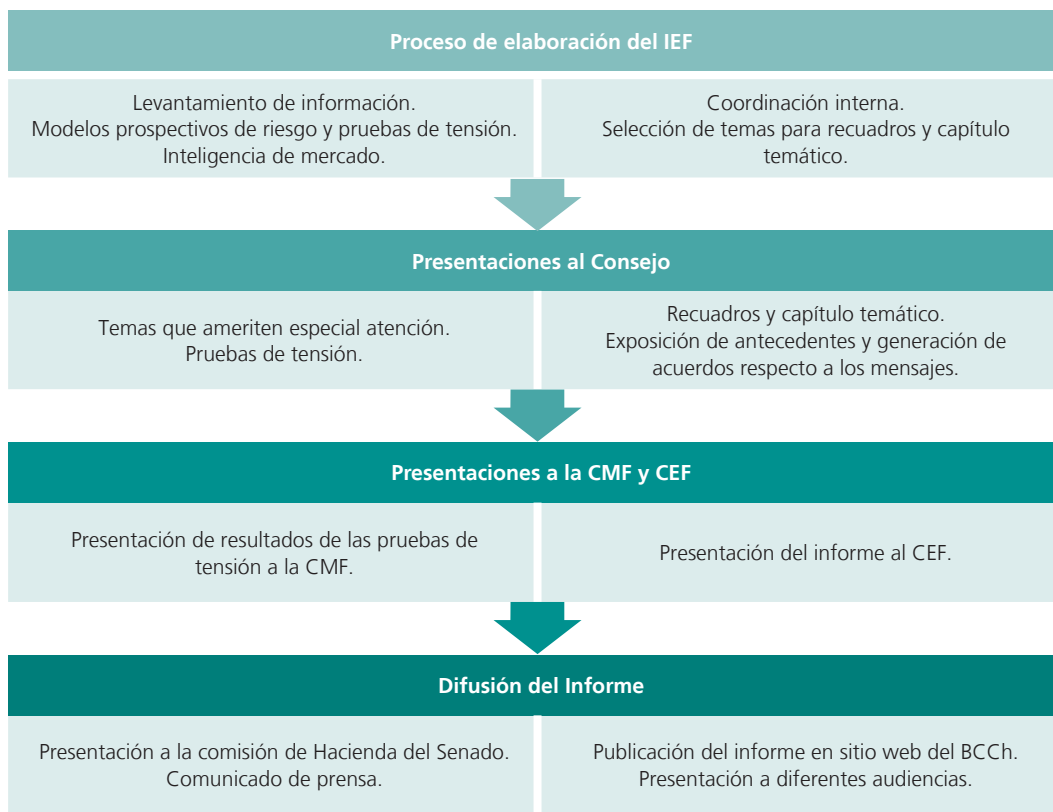 Proceso de elaboración del IEF
Levantamiento de información.
Modelos prospectivos de riesgo y pruebas de tensión.
Inteligencia de mercado.
Coordinación interna.
Selección de temas para recuadros y capítulo
temático.
Presentaciones al Consejo
Temas que ameriten especial atención.
Pruebas de tensión.
Recuadros y capítulo temático.
Exposición de antecedentes y generación de
acuerdos respecto a los mensajes.
Presentaciones a la CMF y CEF
Presentación de resultados de las pruebas de
tensión a la CMF.
Presentación del informe al CEF.
Difusión del Informe
Presentación a la comisión de Hacienda del Senado.
Comunicado de prensa.
Publicación del informe en sitio web del BCCh.
Presentación a diferentes audiencias.